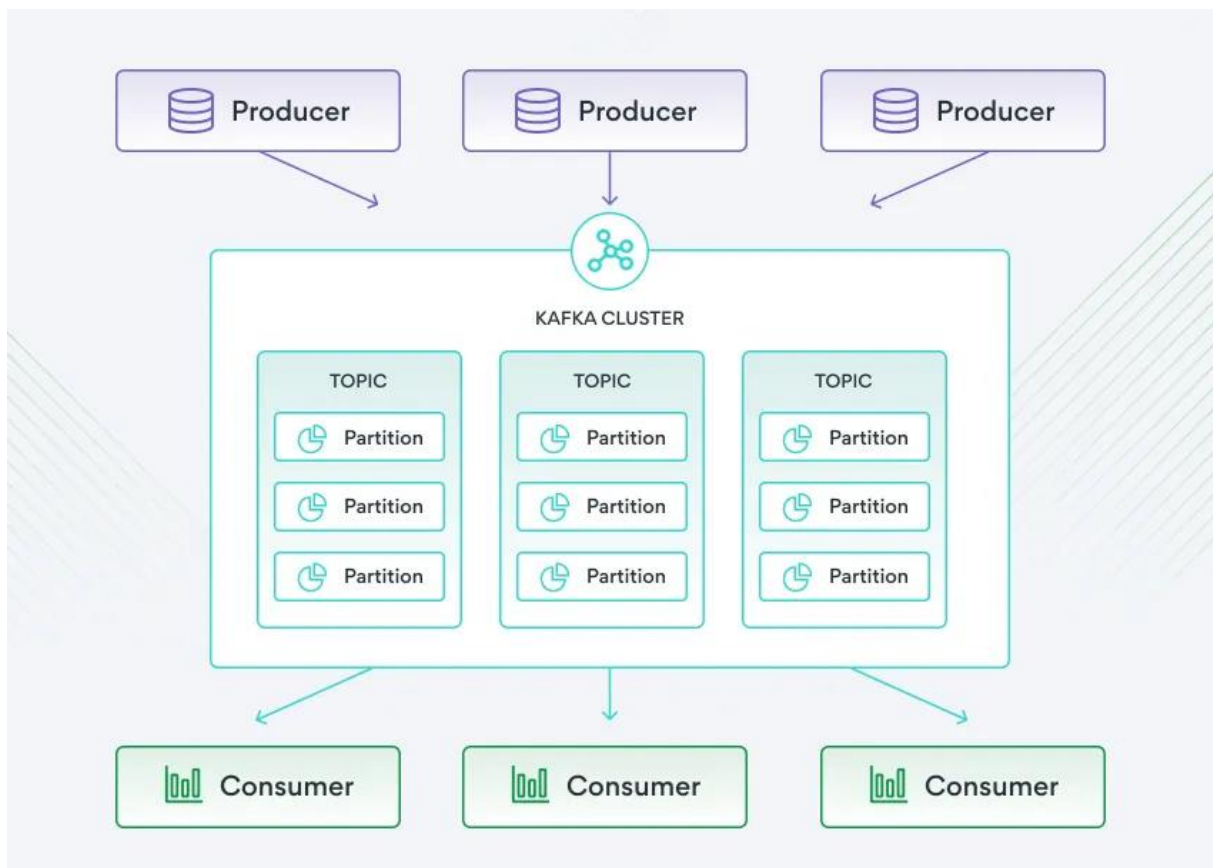 Producer
Producer
Producer
KAFKA CLUSTER
TOPIC
Partition
Partition
Partition
TOPIC
Partition
Partition
Partition
TOPIC
Partition
Partition
Partition
Consumer
Consumer
Consumer